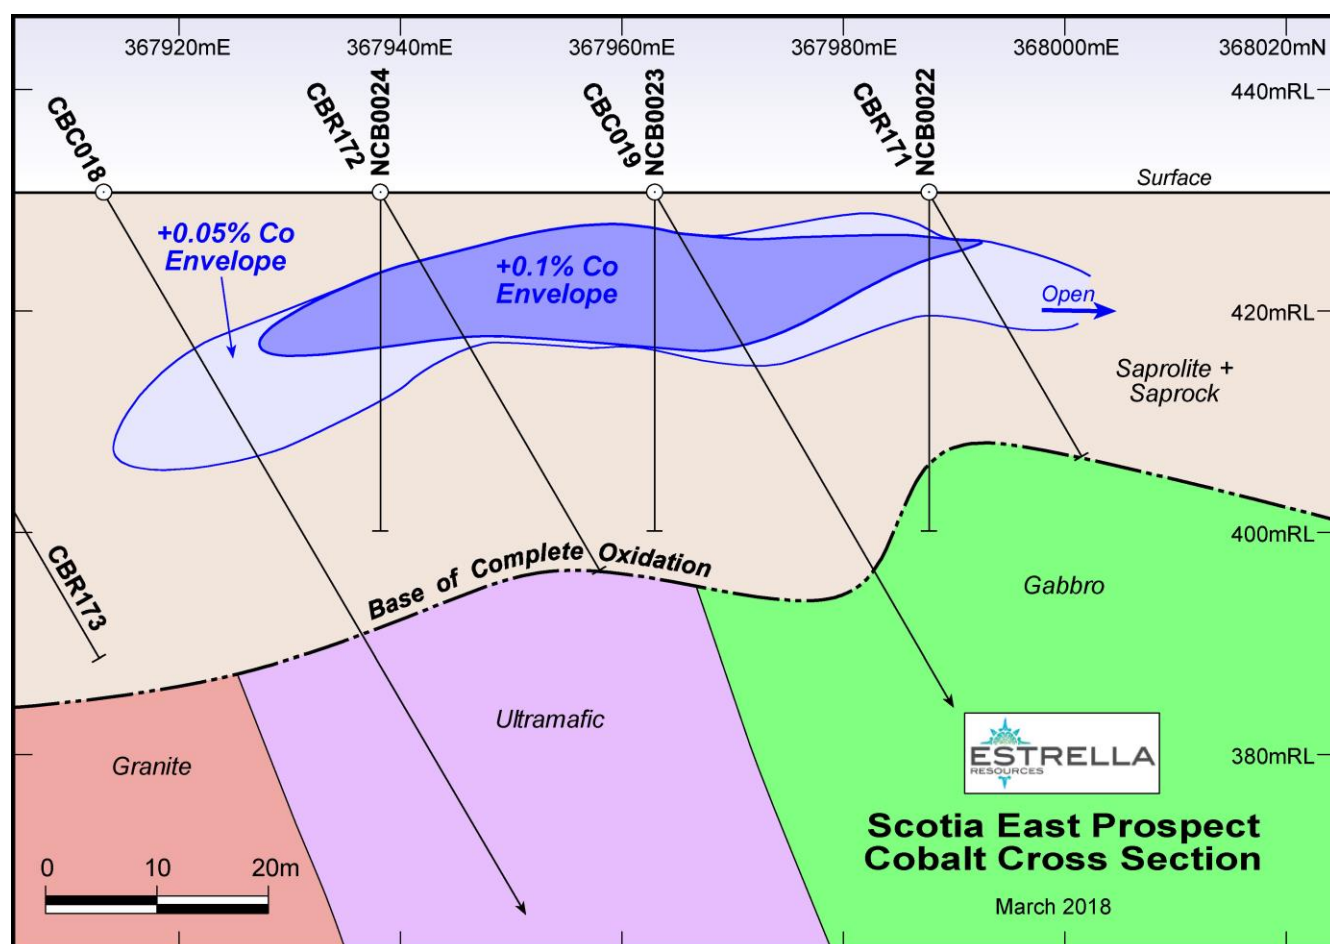 367920mE 367940mE 367960mE 367980mE 368000mE 368020mN
440mRL
CBC018
CBR172
NCB0024
CBC019
NCB0023
CBR171
NCB0022
Surface
+0.05% Co
Envelope
+0.1% Co
Envelope
Open
420mRL
Saprolite +
Saprock
400mRL
CBR173
Base of Complete Oxidation
Gabbro
Ultramafic
Granite
ESTRELLA
RESOURCES
380mRL
Scotia East Prospect
Cobalt Cross Section
March 2018
0 10 20m